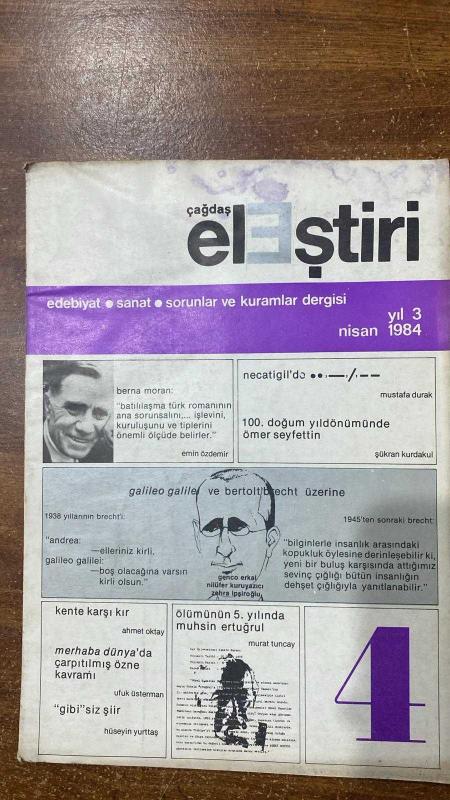 çağdaş
elEştiri
edebiyat ● sanat ● sorunlar ve kuramlar dergisi
yıl 3
nisan 1984
berna moran:
"batılılaşma türk romanının
ana sorunsalını,... işlevini,
kuruluşunu ve tiplerini
önemli ölçüde belirler."
emin özdemir
necatigil'də ●●.—./.——
mustafa durak
100. doğum yıldönümünde
ömer seyfettin
şükran kurdakul
galileo galilei ve bertolt brecht üzerine
1938 yıllarının brecht'i:
"andrea:
—elleriniz kirli.
galileo galilei:
—boş olacağına varsın
kirli olsun."
genco erkal
nilüfer kuruyazıcı
zehra ipşiroğlu
1945'ten sonraki brecht:
"bilginlerle insanlık arasındaki
kopukluk öylesine derinleşebilir ki,
yeni bir buluş karşısında attığımız
sevinç çığlığı bütün insanlığın
dehşet çığlığıyla yanıtlanabilir."
kente karşı kır
ahmet oktay
merhaba dünya'da
çarpıtılmış özne
kavramı
ufuk üsterman
"gibi"siz şiir
hüseyin yurttaş
ölümünün 5. yılında
muhsin ertuğrul
murat tuncay
4